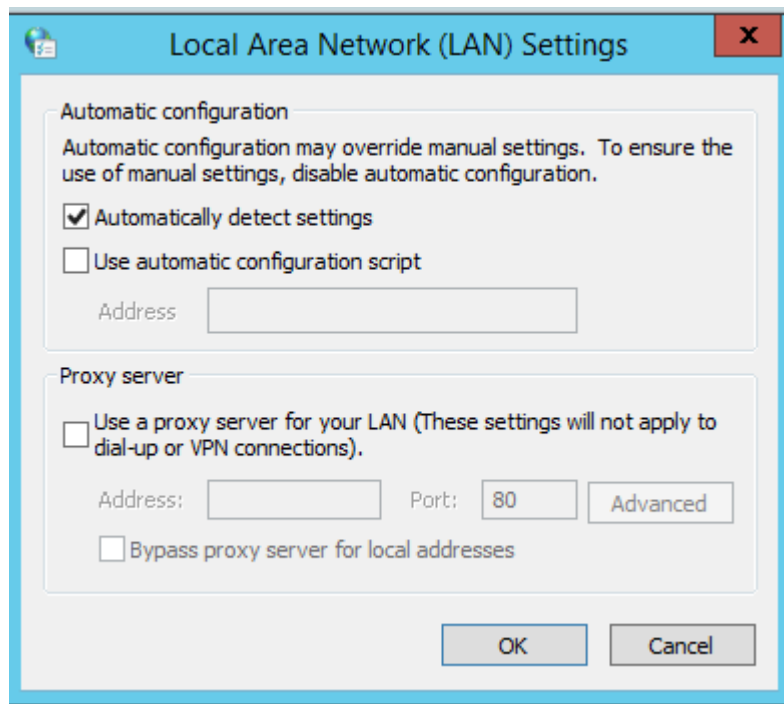 Local Area Network (LAN) Settings
x
Automatic configuration
Automatic configuration may override manual settings. To ensure the
use of manual settings, disable automatic configuration.
Automatically detect settings
Use automatic configuration script
Address
Proxy server
Use a proxy server for your LAN (These settings will not apply to
dial-up or VPN connections).
Address: Port: 80 Advanced
Bypass proxy server for local addresses
OK Cancel